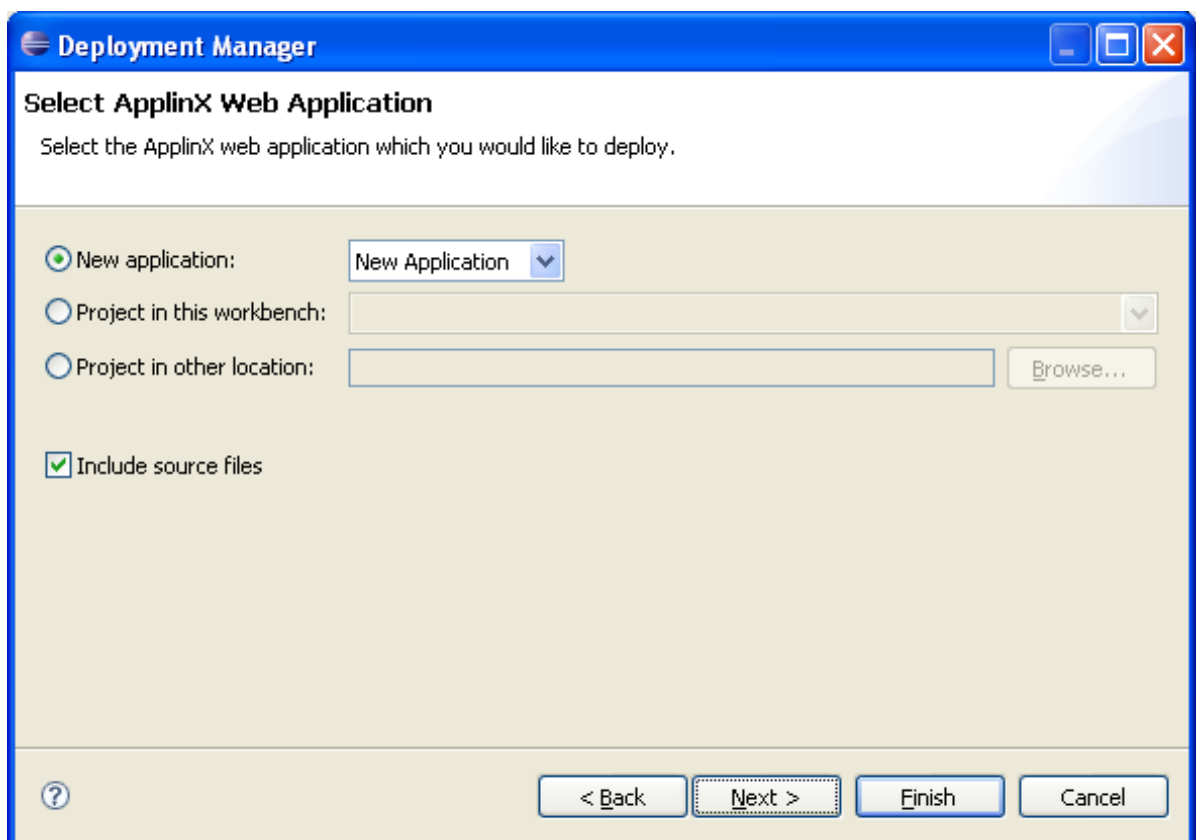 Deployment Manager
Select ApplinX Web Application
Select the ApplinX web application which you would like to deploy.
New application: New Application
Project in this workbench:
Project in other location: Browse...
Include source files
? < Back Next > Finish Cancel